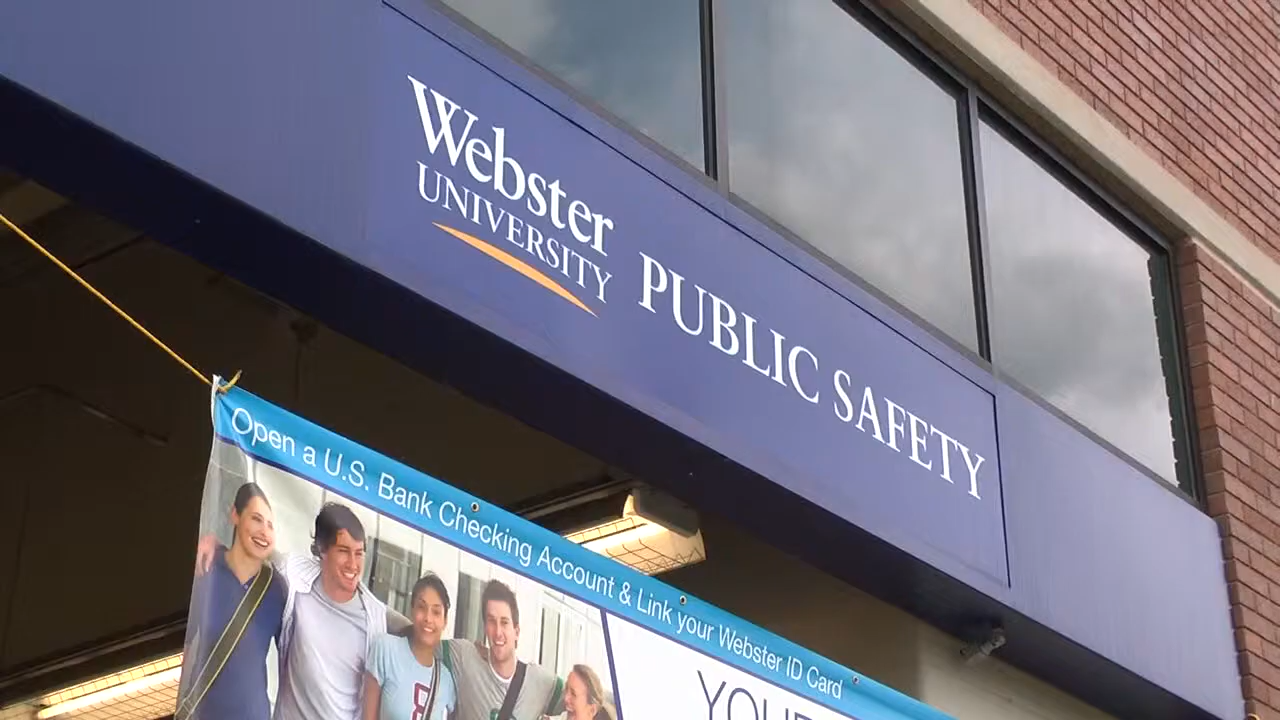 Webster
UNIVERSITY
PUBLIC SAFETY
Open a U.S. Bank Checking Account & Link your Webster ID Card